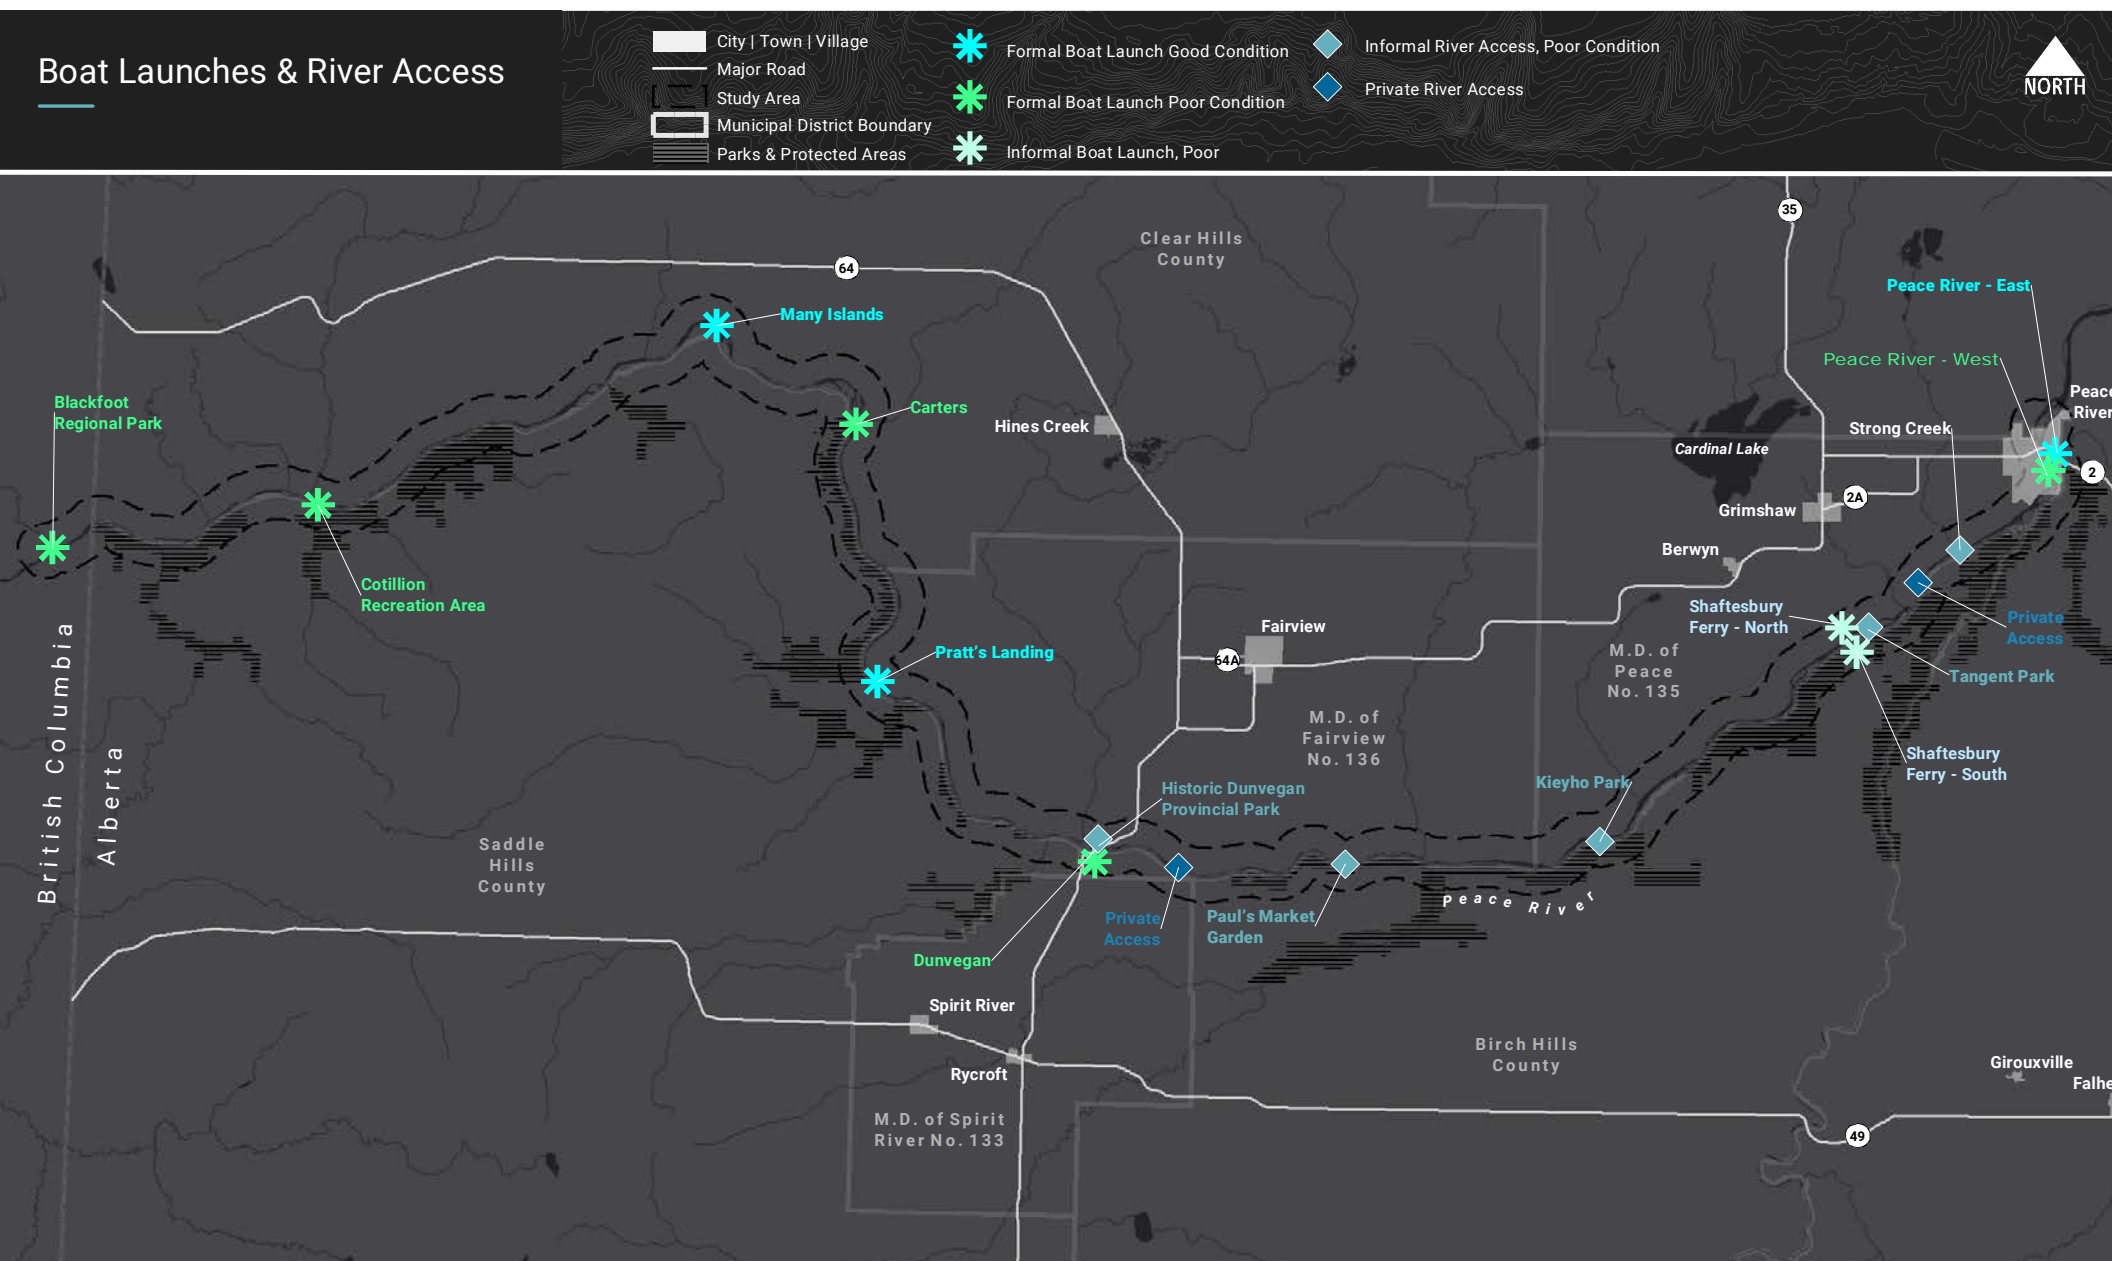 Boat Launches & River Access
City | Town | Village
Major Road
Study Area
Municipal District Boundary
Parks & Protected Areas
Formal Boat Launch Good Condition
Formal Boat Launch Poor Condition
Informal Boat Launch, Poor
Informal River Access, Poor Condition
Private River Access
NORTH
35
Clear Hills
County
64
Peace River - East
Many Islands
Peace River - West
Blackfoot
Regional Park
Peace
River
Carters
Hines Creek
Strong Creek
Cardinal Lake
2
2A
Grimshaw
Berwyn
Cotillion
Recreation Area
Shaftesbury
Ferry - North
Private
Access
Fairview
64A
Pratt's Landing
M.D. of
Peace
No. 135
Tangent Park
British Columbia
Alberta
M.D. of
Fairview
No. 136
Shaftesbury
Ferry - South
Historic Dunvegan
Provincial Park
Kieyho Park
Saddle
Hills
County
Peace River
Private
Access
Paul's Market
Garden
Dunvegan
Spirit River
Rycroft
Birch Hills
County
Girouxville
Falhe
M.D. of Spirit
River No. 133
49